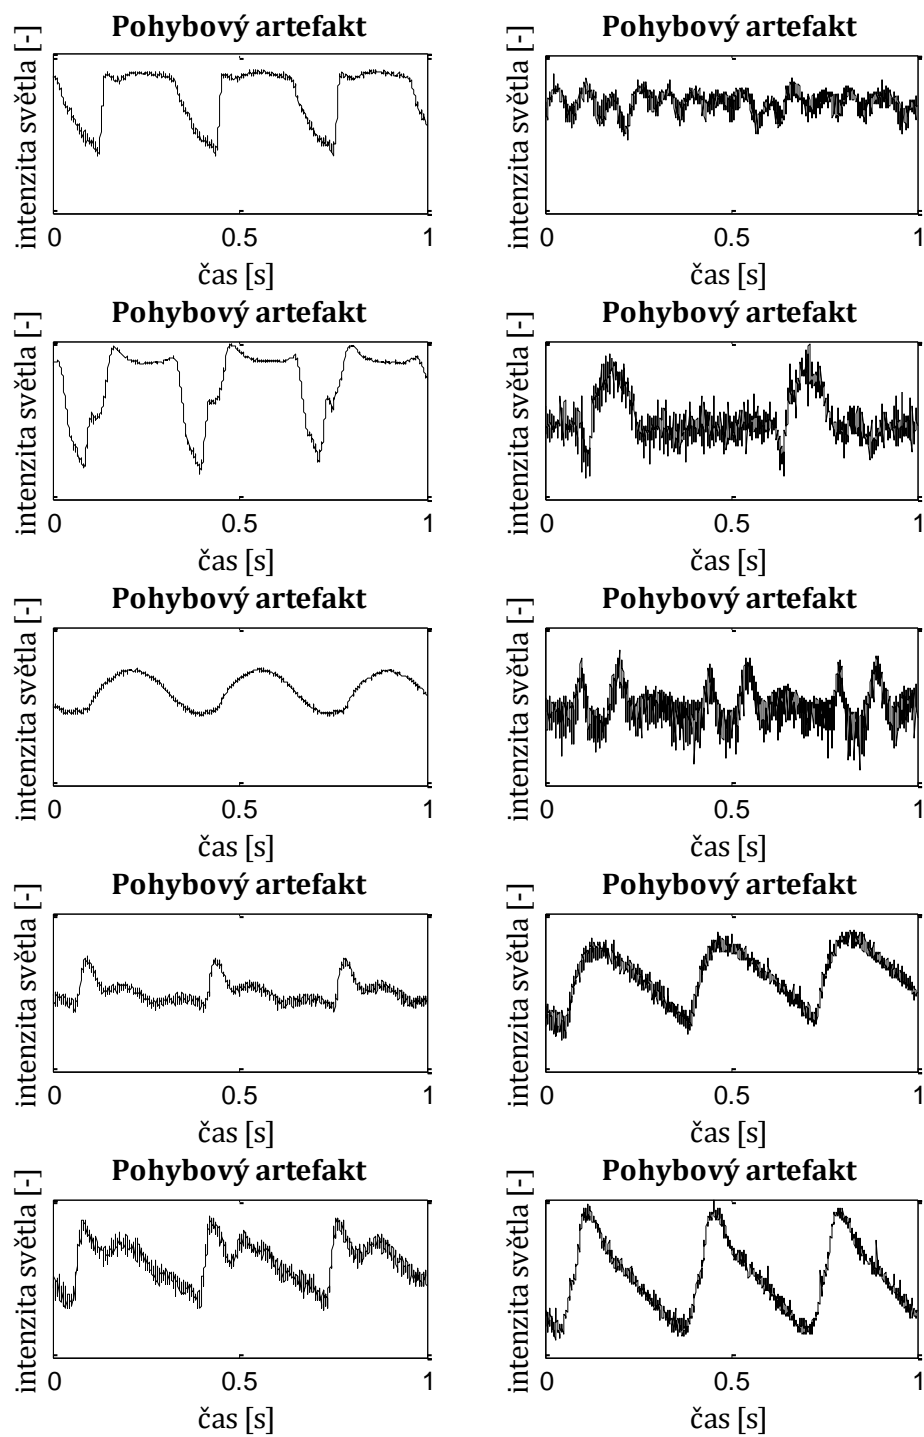 Pohybový artefakt
intenzita světla [-]
0 0.5 1
čas [s]
Pohybový artefakt
intenzita světla [-]
0 0.5 1
čas [s]
Pohybový artefakt
intenzita světla [-]
0 0.5 1
čas [s]
Pohybový artefakt
intenzita světla [-]
0 0.5 1
čas [s]
Pohybový artefakt
intenzita světla [-]
0 0.5 1
čas [s]
Pohybový artefakt
intenzita světla [-]
0 0.5 1
čas [s]
Pohybový artefakt
intenzita světla [-]
0 0.5 1
čas [s]
Pohybový artefakt
intenzita světla [-]
0 0.5 1
čas [s]
Pohybový artefakt
intenzita světla [-]
0 0.5 1
čas [s]
Pohybový artefakt
intenzita světla [-]
0 0.5 1
čas [s]